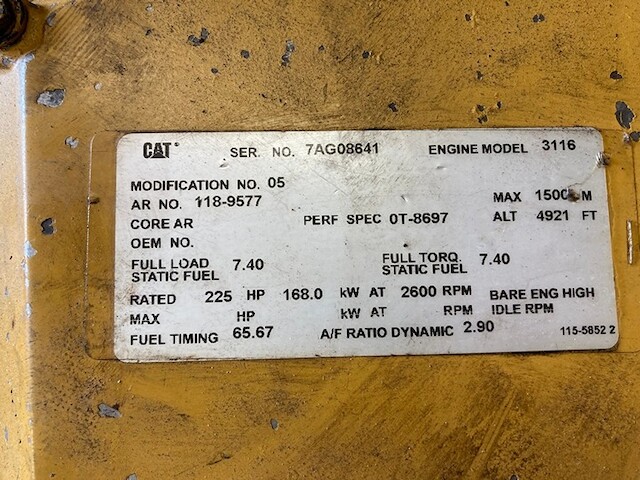 CAT SER. NO. 7AG08641 ENGINE MODEL 3116
MODIFICATION NO. 05
AR NO. 118-9577 MAX 1500 M
CORE AR PERF SPEC 0T-8697 ALT 4921 FT
OEM NO.
FULL LOAD STATIC FUEL 7.40 FULL TORQ. STATIC FUEL 7.40
RATED 225 HP 168.0 kW AT 2600 RPM BARE ENG HIGH
MAX HP kW AT RPM IDLE RPM
FUEL TIMING 65.67 A/F RATIO DYNAMIC 2.90 115-5852 2